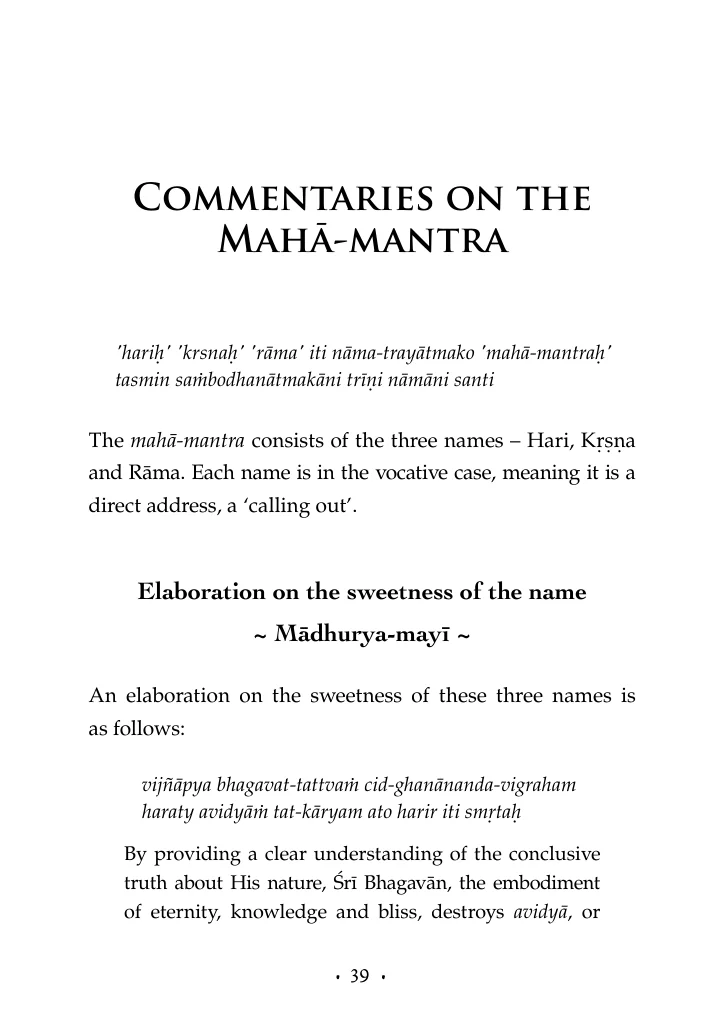 Commentaries on the
Mahā-mantra
'hariḥ' 'krsnaḥ' 'rāma' iti nāma-trayātmako 'mahā-mantraḥ'
tasmin saṁbodhanātmakāni trīṇi nāmāni santi
The mahā-mantra consists of the three names – Hari, Kṛṣṇa
and Rāma. Each name is in the vocative case, meaning it is a
direct address, a ‘calling out’.
Elaboration on the sweetness of the name
~ Mādhurya-mayī ~
An elaboration on the sweetness of these three names is
as follows:
vijñāpya bhagavat-tattvaṁ cid-ghanānanda-vigraham
haraty avidyāṁ tat-kāryam ato harir iti smṛtaḥ
By providing a clear understanding of the conclusive
truth about His nature, Śrī Bhagavān, the embodiment
of eternity, knowledge and bliss, destroys avidyā, or
· 39 ·